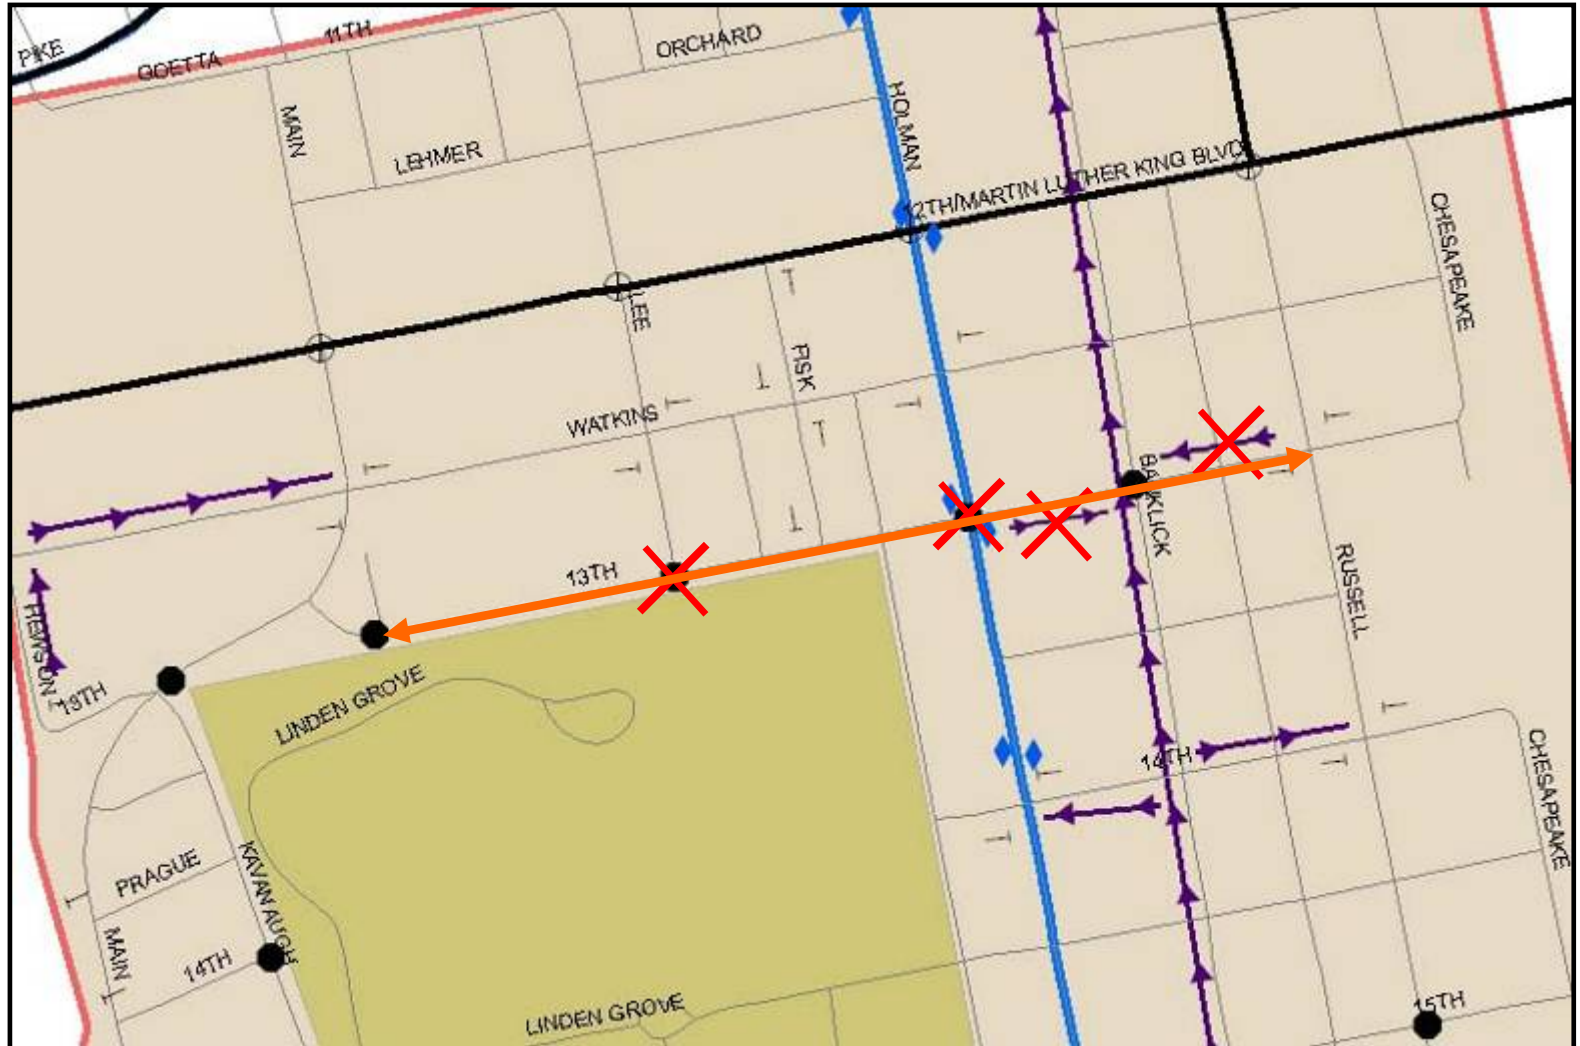 PIKE
GOETTA
11TH
ORCHARD
MAIN
LEHMER
HOLMAN
12TH/MARTIN LUTHER KING BLVD
CHESAPEAKE
LEE
FISK
WATKINS
BANKLICK
13TH
RUSSELL
HEWSON
13TH
LINDEN GROVE
14TH
CHESAPEAKE
PRAGUE
KAVANAUGH
MAIN
14TH
LINDEN GROVE
15TH